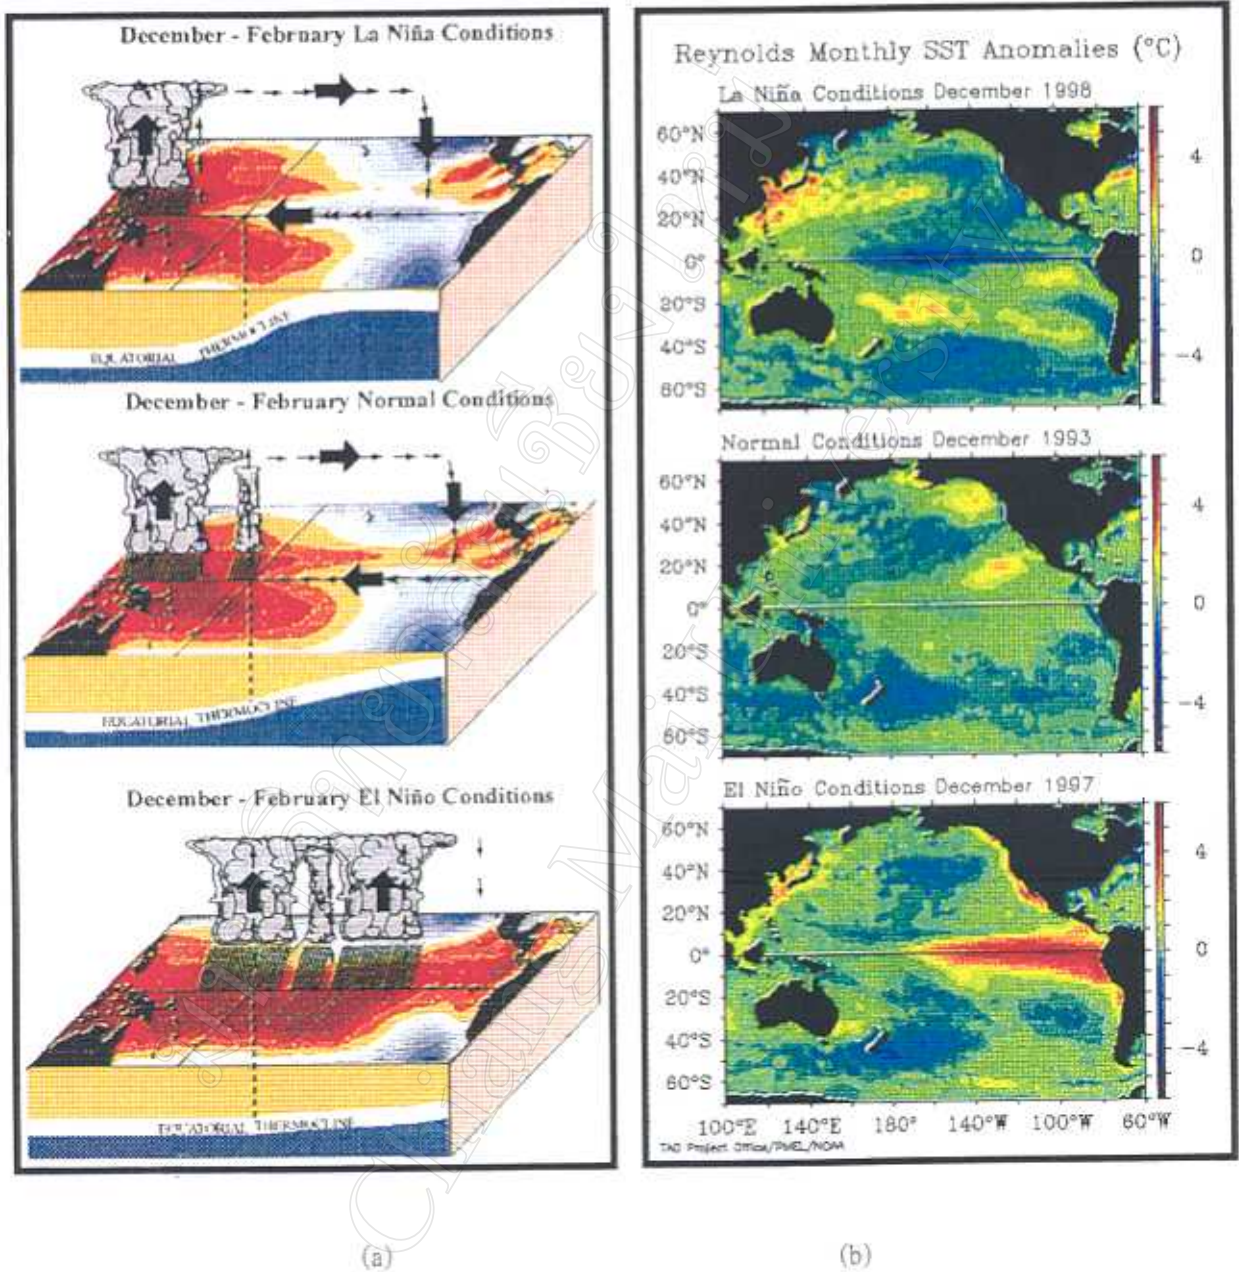 December - February La Niña Conditions
EQUATORIAL THERMOCLINE
December - February Normal Conditions
EQUATORIAL THERMOCLINE
December - February El Niño Conditions
EQUATORIAL THERMOCLINE
(a)
Reynolds Monthly SST Anomalies (°C)
La Niña Conditions December 1998
60°N
40°N
20°N
0°
20°S
40°S
60°S
4
0
-4
Normal Conditions December 1993
60°N
40°N
20°N
0°
20°S
40°S
60°S
4
0
-4
El Niño Conditions December 1997
60°N
40°N
20°N
0°
20°S
40°S
60°S
4
0
-4
100°E 140°E 180° 140°W 100°W 60°W
TAO Project Office/PMEL/NOAA
(b)
Chiang Mai University